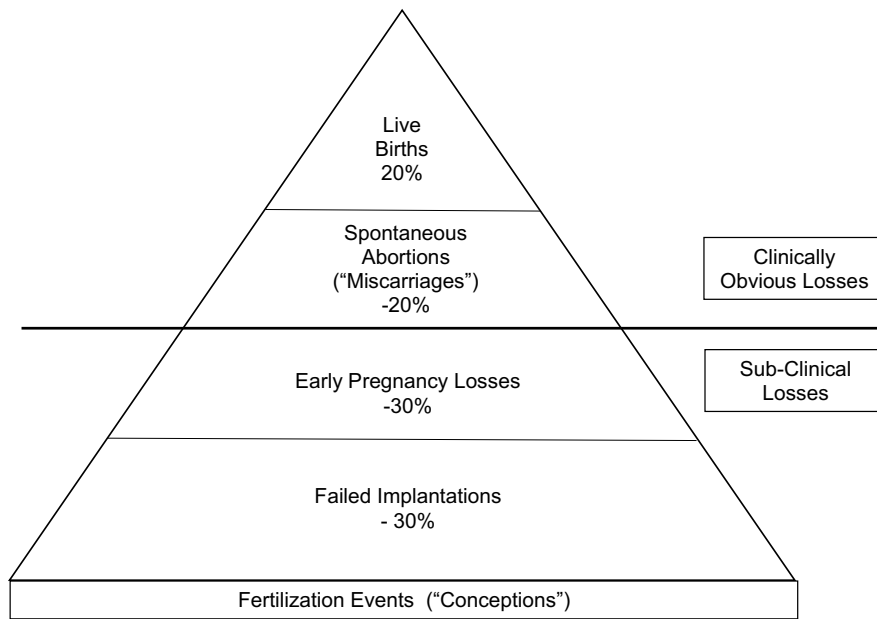 Live
Births
20%
Spontaneous
Abortions
(“Miscarriages”)
-20%
Clinically
Obvious Losses
Early Pregnancy Losses
-30%
Sub-Clinical
Losses
Failed Implantations
- 30%
Fertilization Events (“Conceptions”)